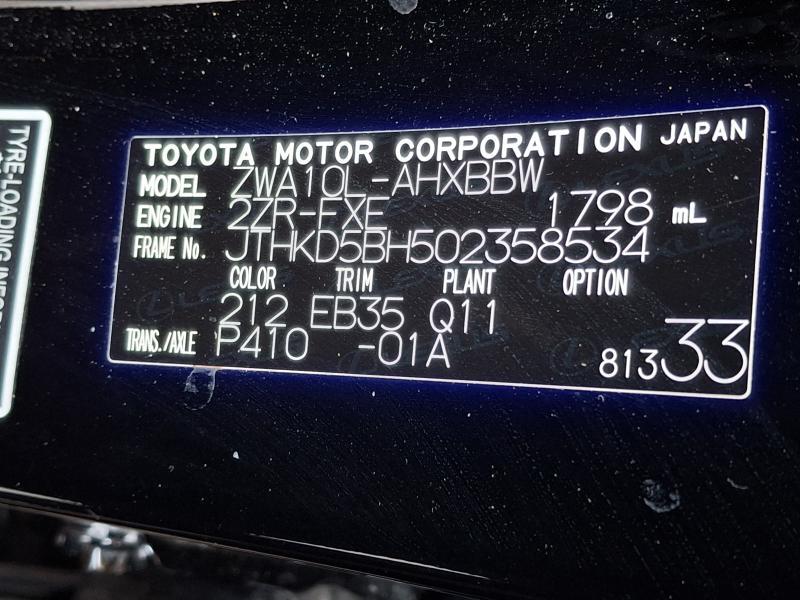 TYRE-LOADING INFOR
TOYOTA MOTOR CORPORATION JAPAN
MODEL ZWA10L-AHXBBW
ENGINE 2ZR-FXE 1798 mL
FRAME No. JTHKD5BH502358534
COLOR TRIM PLANT OPTION
212 EB35 Q11
TRANS./AXLE P410 -01A
81333